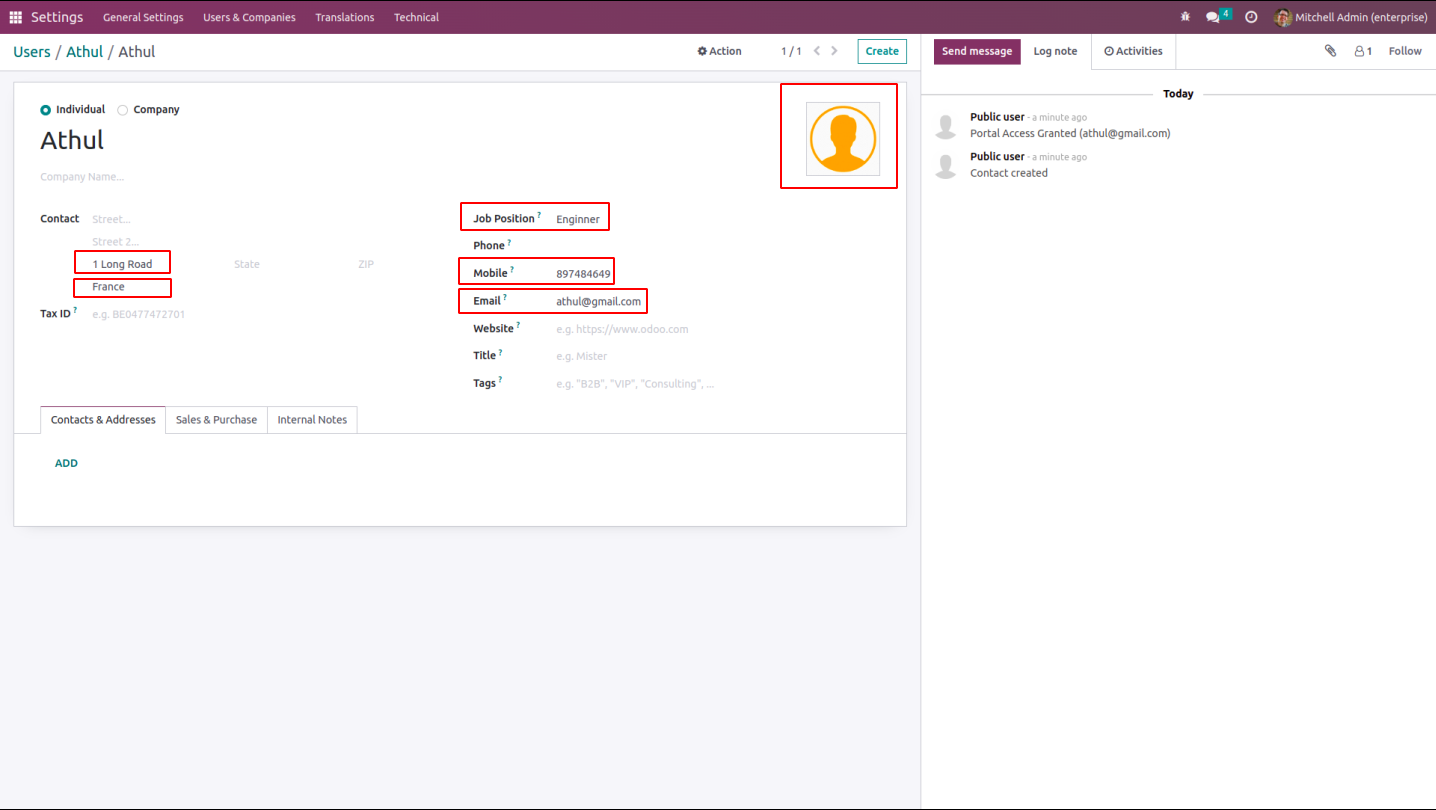 Settings General Settings Users & Companies Translations Technical 4 Mitchell Admin (enterprise)
Users / Athul / Athul Action 1 / 1 Create
Send message Log note Activities 1 Follow
Individual Company
Athul
Company Name...
Contact Street...
Street 2...
1 Long Road State ZIP
France
Tax ID ? e.g. BE0477472701
Job Position ? Enginner
Phone ?
Mobile ? 897484649
Email ? athul@gmail.com
Website ? e.g. https://www.odoo.com
Title ? e.g. Mister
Tags ? e.g. "B2B", "VIP", "Consulting", ...
Contacts & Addresses Sales & Purchase Internal Notes
ADD
Today
Public user - a minute ago
Portal Access Granted (athul@gmail.com)
Public user - a minute ago
Contact created